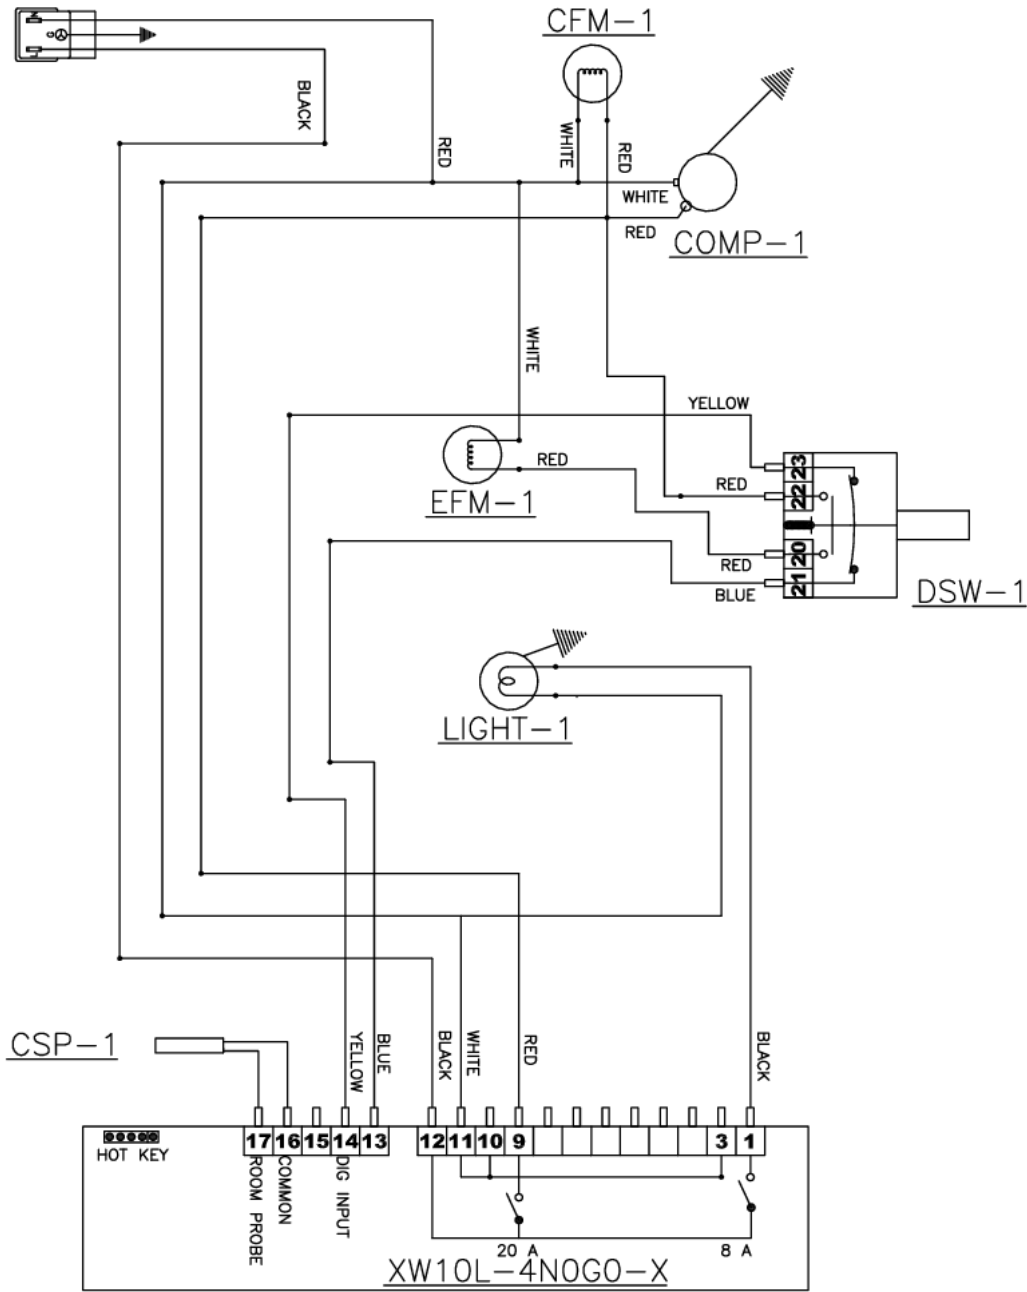 N
G
L
CFM-1
BLACK
RED
WHITE
RED
WHITE
RED
COMP-1
WHITE
YELLOW
RED
EFM-1
RED
RED
BLUE
23
22
20
21
DSW-1
LIGHT-1
CSP-1
YELLOW
BLUE
BLACK
WHITE
RED
BLACK
HOT KEY
17 16 15 14 13 12 11 10 9 3 1
ROOM PROBE
COMMON
DIG INPUT
20 A
8 A
XW10L-4N0G0-X